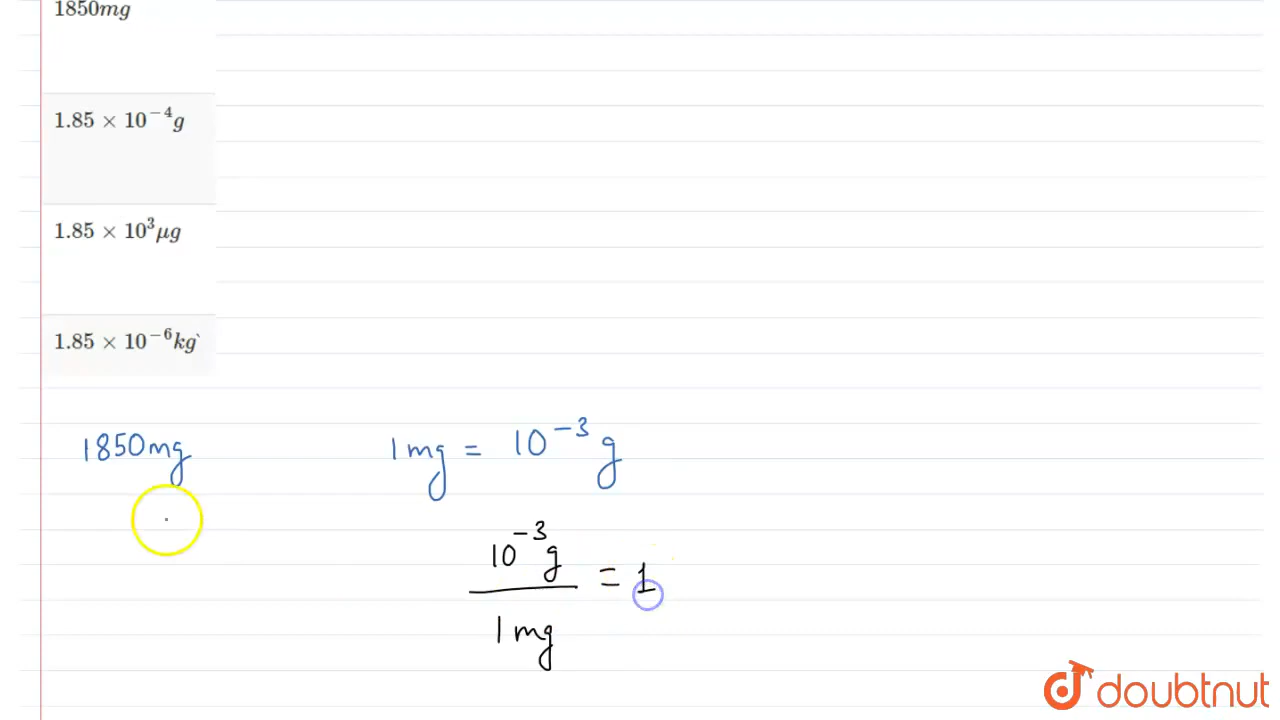 1850mg
1.85 × 10⁻⁴g
1.85 × 10³μg
1.85 × 10⁻⁶kg`
1850mg 1mg = 10⁻³ g
10⁻³g
= 1
1mg
doubtnut